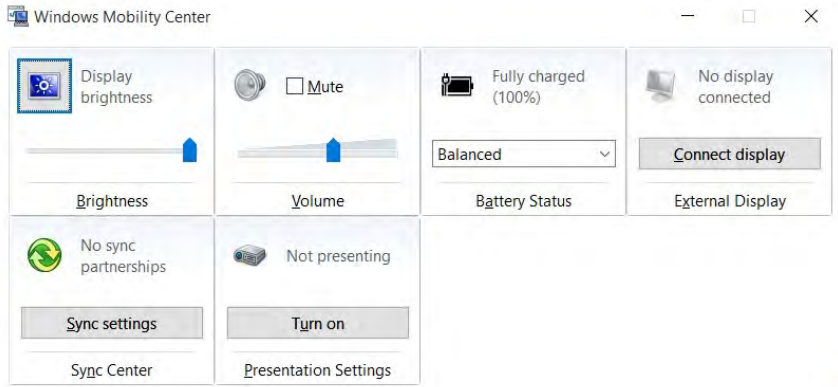 Windows Mobility Center
Display
brightness
Brightness
Mute
Volume
Fully charged
(100%)
Balanced
Battery Status
No display
connected
Connect display
External Display
No sync
partnerships
Sync settings
Sync Center
Not presenting
Turn on
Presentation Settings